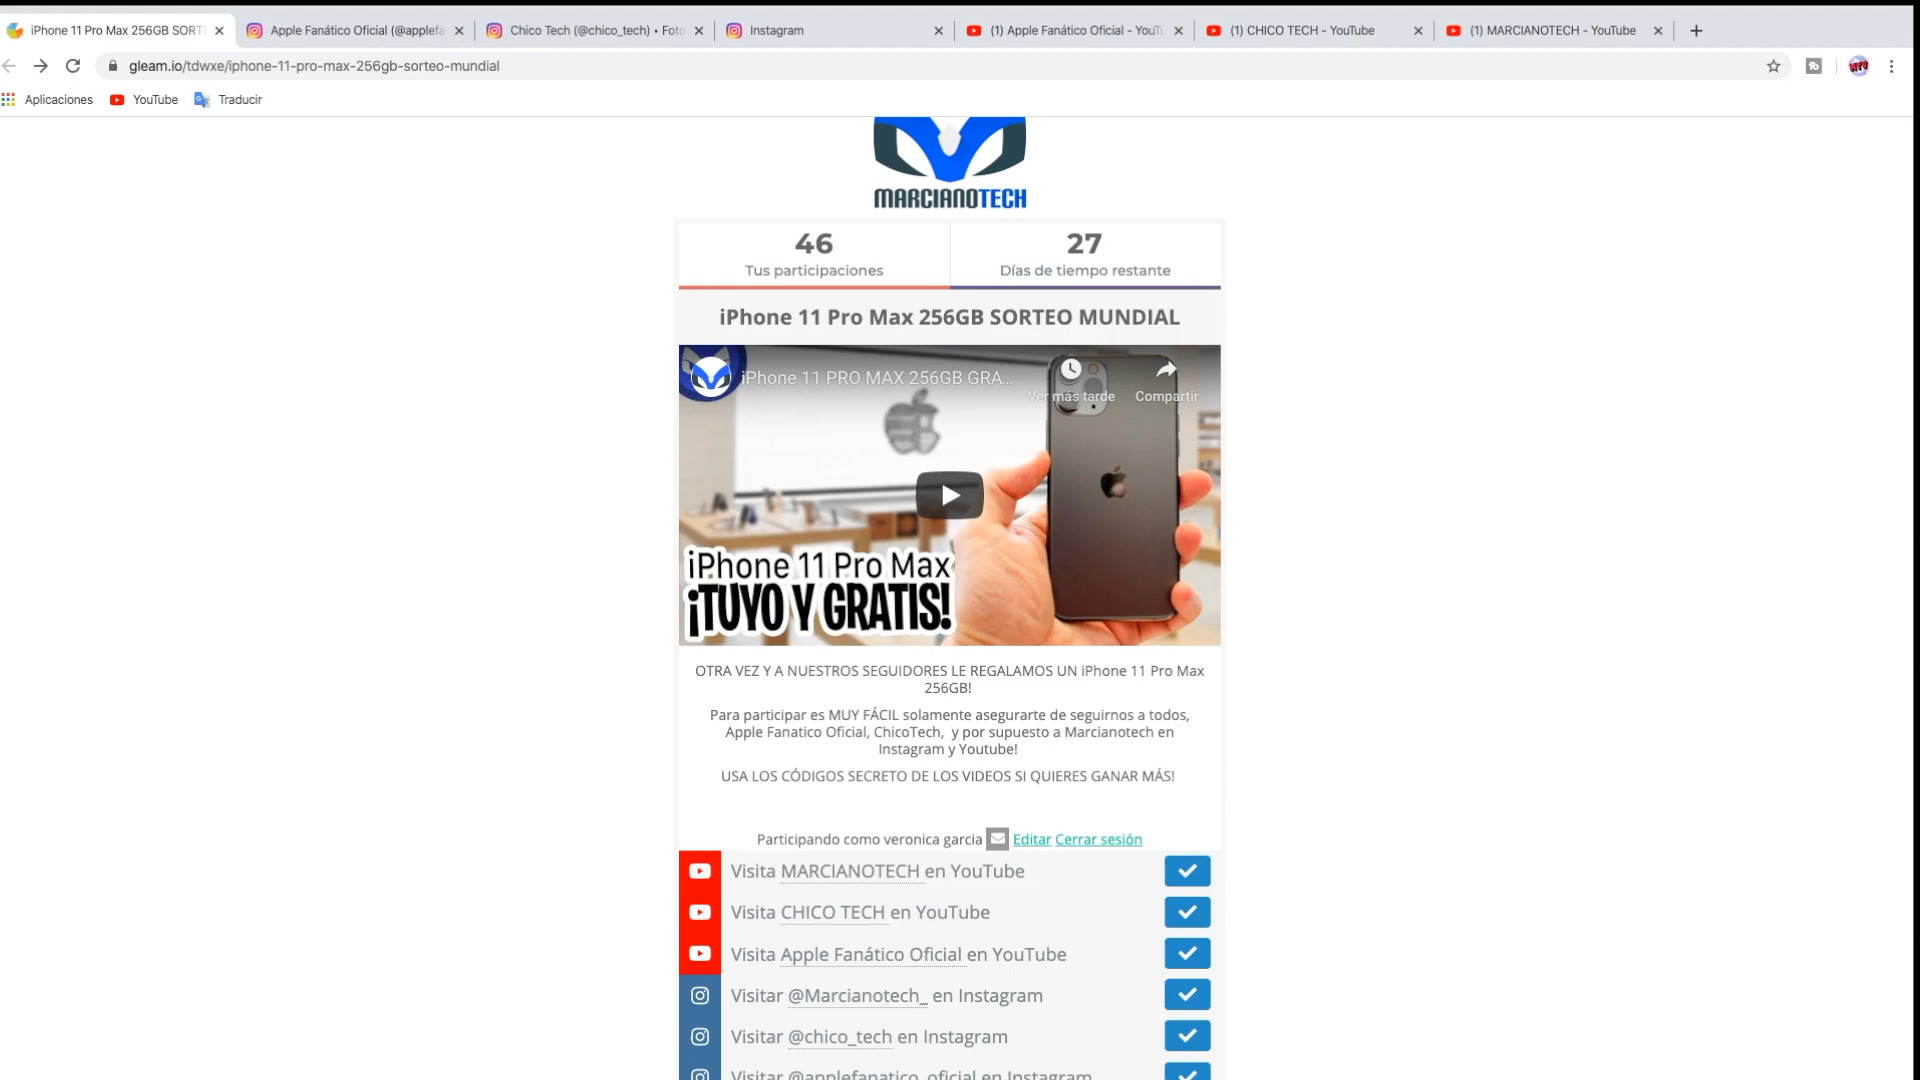 iPhone 11 Pro Max 256GB SORT
Apple Fanático Oficial (@applefa
Chico Tech (@chico_tech) • Foto
Instagram
(1) Apple Fanático Oficial - YouT
(1) CHICO TECH - YouTube
(1) MARCIANOTECH - YouTube
gleam.io/tdwxe/iphone-11-pro-max-256gb-sorteo-mundial
Aplicaciones
YouTube
Traducir
MARCIANOTECH
46
27
Tus participaciones
Días de tiempo restante
iPhone 11 Pro Max 256GB SORTEO MUNDIAL
iPhone 11 PRO MAX 256GB GRA...
Ver más tarde
Compartir
iPhone 11 Pro Max
¡TUYO Y GRATIS!
OTRA VEZ Y A NUESTROS SEGUIDORES LE REGALAMOS UN iPhone 11 Pro Max
256GB!
Para participar es MUY FÁCIL solamente asegurarte de seguirnos a todos,
Apple Fanatico Oficial, ChicoTech, y por supuesto a Marcianotech en
Instagram y Youtube!
USA LOS CÓDIGOS SECRETO DE LOS VIDEOS SI QUIERES GANAR MÁS!
Participando como veronica garcia Editar Cerrar sesión
Visita MARCIANOTECH en YouTube
Visita CHICO TECH en YouTube
Visita Apple Fanático Oficial en YouTube
Visitar @Marcianotech_ en Instagram
Visitar @chico_tech en Instagram
Visitar @applefanatico_oficial en Instagram